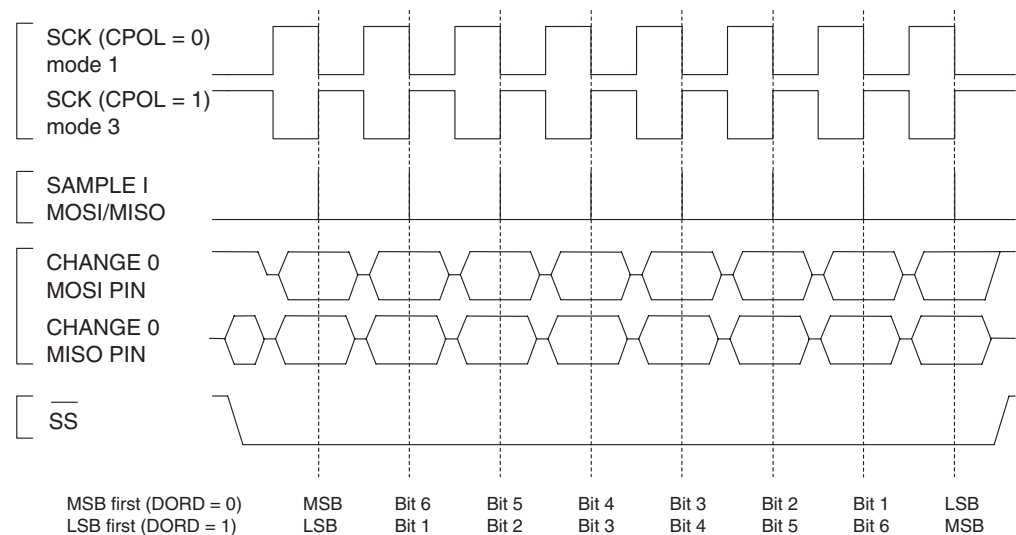 SCK (CPOL = 0)
mode 1
SCK (CPOL = 1)
mode 3
SAMPLE I
MOSI/MISO
CHANGE 0
MOSI PIN
CHANGE 0
MISO PIN
SS
MSB first (DORD = 0) MSB Bit 6 Bit 5 Bit 4 Bit 3 Bit 2 Bit 1 LSB
LSB first (DORD = 1) LSB Bit 1 Bit 2 Bit 3 Bit 4 Bit 5 Bit 6 MSB